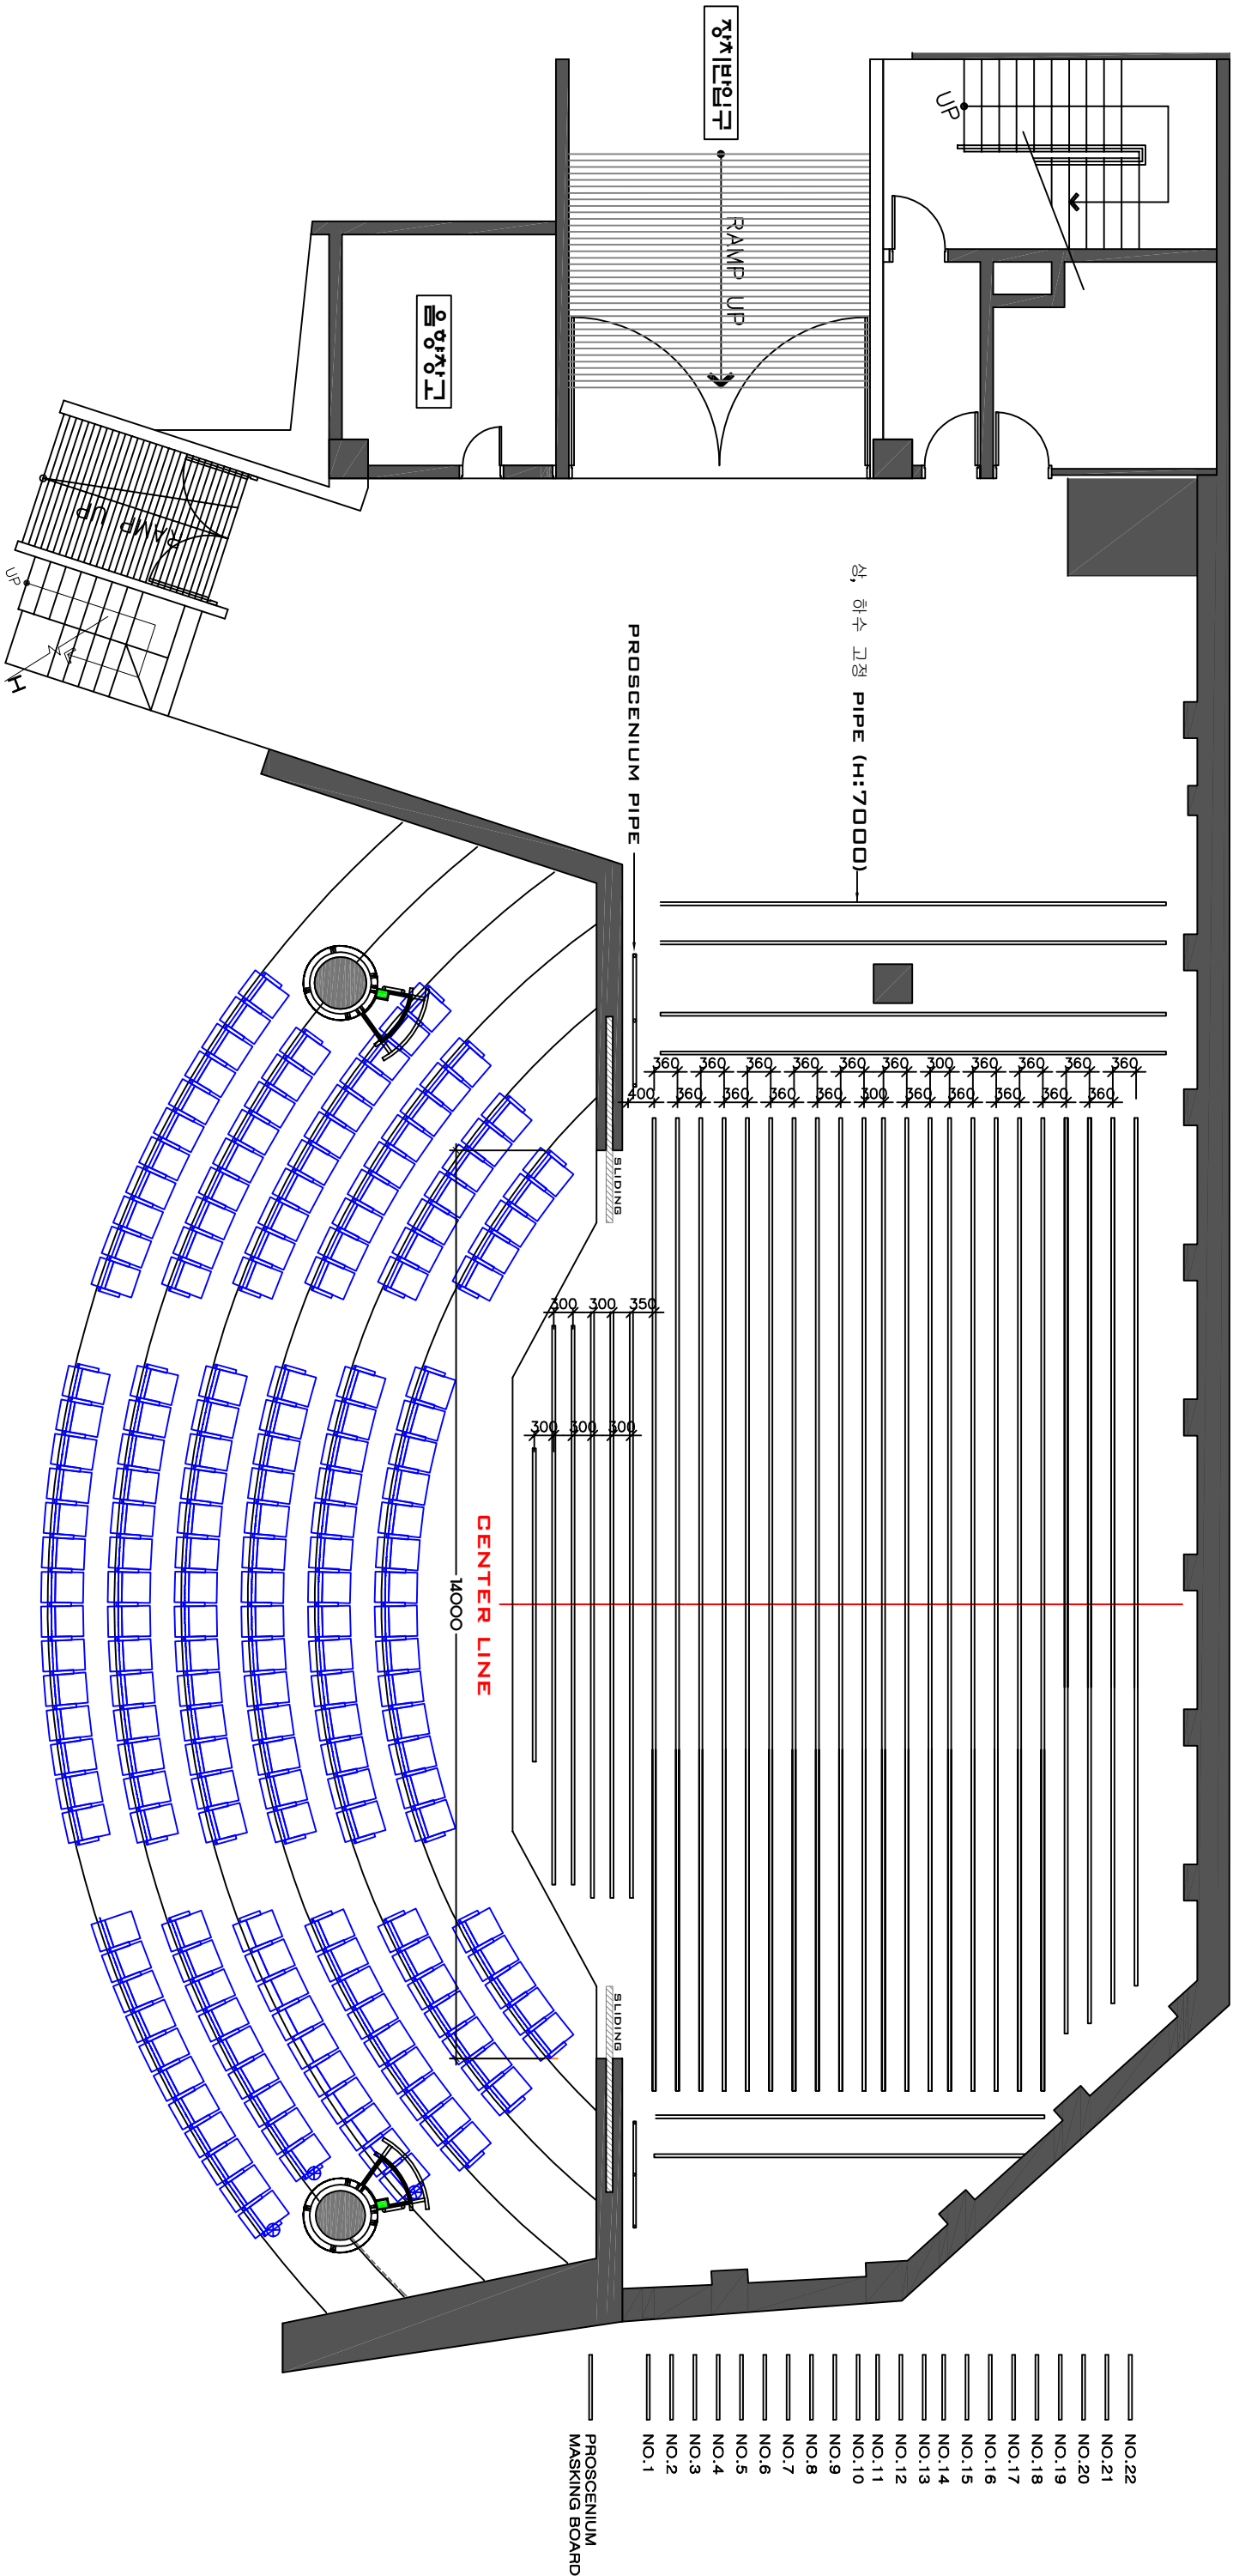 장치반입구
UP
RAMP UP
음향창고
RAMP UP
UP
H
상, 하수 고정 PIPE (H:7000)
PROSCENIUM PIPE
360 360 360 360 360 360 300 360 360 360 360
400 360 360 360 360 300 360 360 360 360 360
SLIDING
300 300 350
300 300 300
CENTER LINE
14000
SLIDING
NO.22
NO.21
NO.20
NO.19
NO.18
NO.17
NO.16
NO.15
NO.14
NO.13
NO.12
NO.11
NO.10
NO.9
NO.8
NO.7
NO.6
NO.5
NO.4
NO.3
NO.2
NO.1
PROSCENIUM
MASKING BOARD